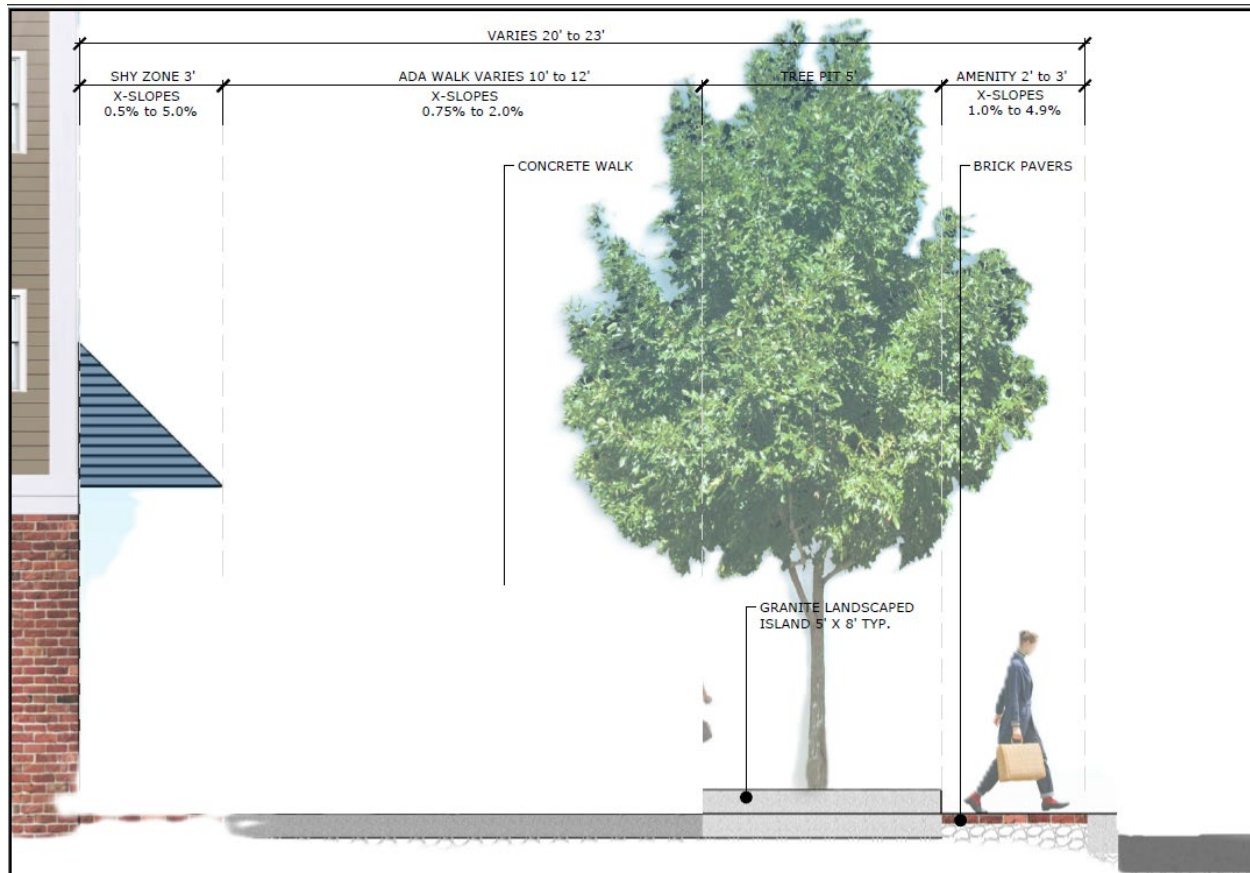 VARIES 20' to 23'
SHY ZONE 3'
X-SLOPES
0.5% to 5.0%
ADA WALK VARIES 10' to 12'
X-SLOPES
0.75% to 2.0%
TREE PIT 5'
AMENITY 2' to 3'
X-SLOPES
1.0% to 4.9%
CONCRETE WALK
BRICK PAVERS
GRANITE LANDSCAPED
ISLAND 5' X 8' TYP.